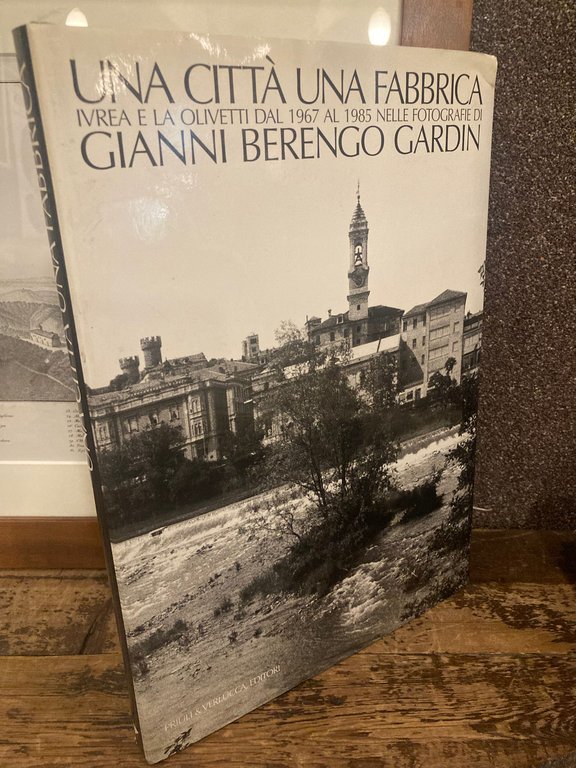 UNA CITTÀ UNA FABBRICA
IVREA E LA OLIVETTI DAL 1967 AL 1985 NELLE FOTOGRAFIE DI
GIANNI BERENGO GARDIN
PRIULI & VERLUCCA, EDITORI